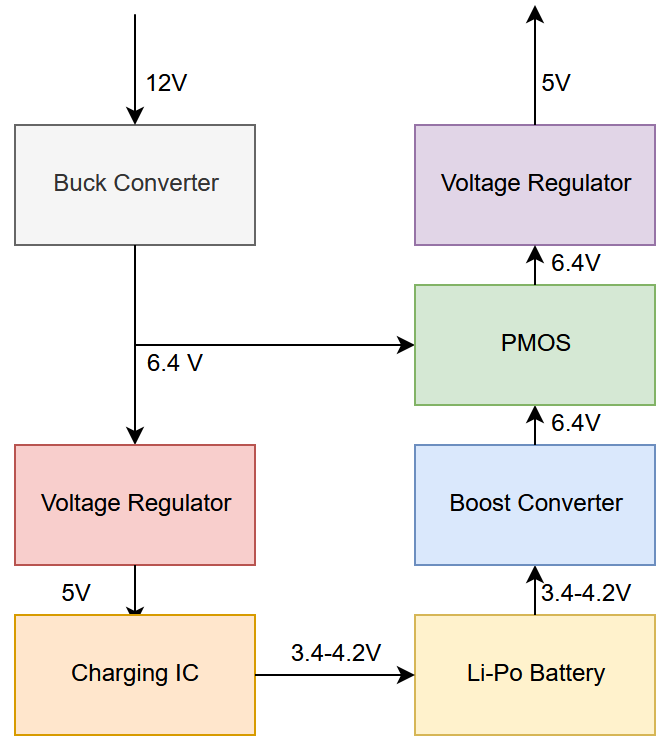 12V
5V
Buck Converter
Voltage Regulator
6.4V
PMOS
6.4 V
6.4V
Voltage Regulator
Boost Converter
5V
3.4-4.2V
3.4-4.2V
Charging IC
Li-Po Battery